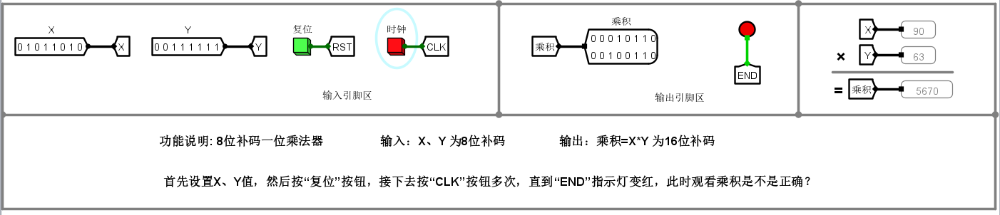 X
01011010 X
Y
00111111 Y
复位
RST
时钟
CLK
输入引脚区
乘积
乘积
00010110
00100110
END
输出引脚区
X 90
× Y 63
= 乘积 5670
功能说明: 8位补码一位乘法器 输入：X、Y 为8位补码 输出：乘积=X*Y 为16位补码
首先设置X、Y值，然后按“复位”按钮，接下去按“CLK”按钮多次，直到“END”指示灯变红，此时观看乘积是不是正确？